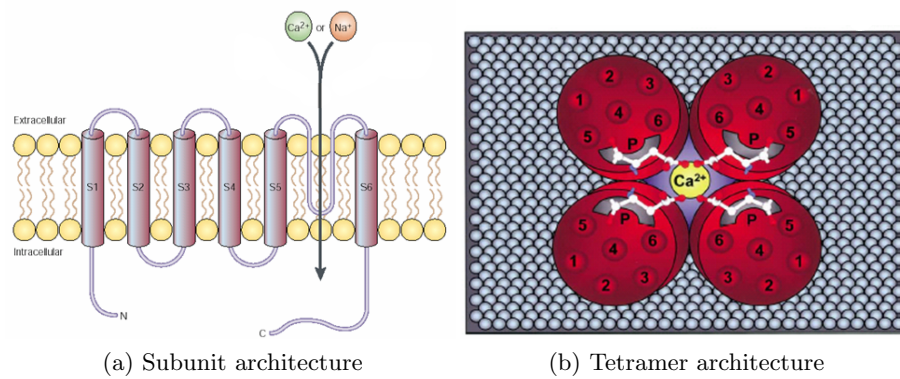 Ca²⁺ or Na⁺
Extracellular
S1 S2 S3 S4 S5 S6
Intracellular
N
C
(a) Subunit architecture
2 3 1 4 5 6 P
3 2 1 6 4 5 P
Ca²⁺
P 5 6 4 1 3 2
P 6 5 4 1 3 2
(b) Tetramer architecture